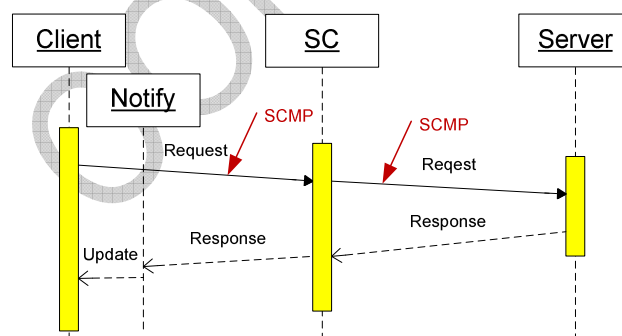 Client
SC
Server
Notify
SCMP
SCMP
Request
Reqest
Response
Response
Update